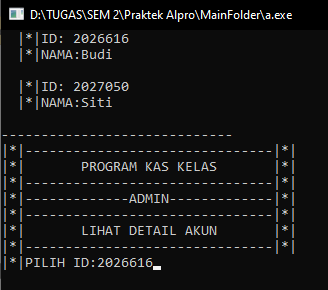 D:\TUGAS\SEM 2\Praktek Alpro\MainFolder\a.exe
|*|ID: 2026616
|*|NAMA:Budi
|*|ID: 2027050
|*|NAMA:Siti
-----------------------------
|*|-------------------------------|*|
|*|       PROGRAM KAS KELAS       |*|
|*|-------------------------------|*|
|*|-------------ADMIN-------------|*|
|*|-------------------------------|*|
|*|       LIHAT DETAIL AKUN       |*|
|*|-------------------------------|*|
|*|PILIH ID:2026616